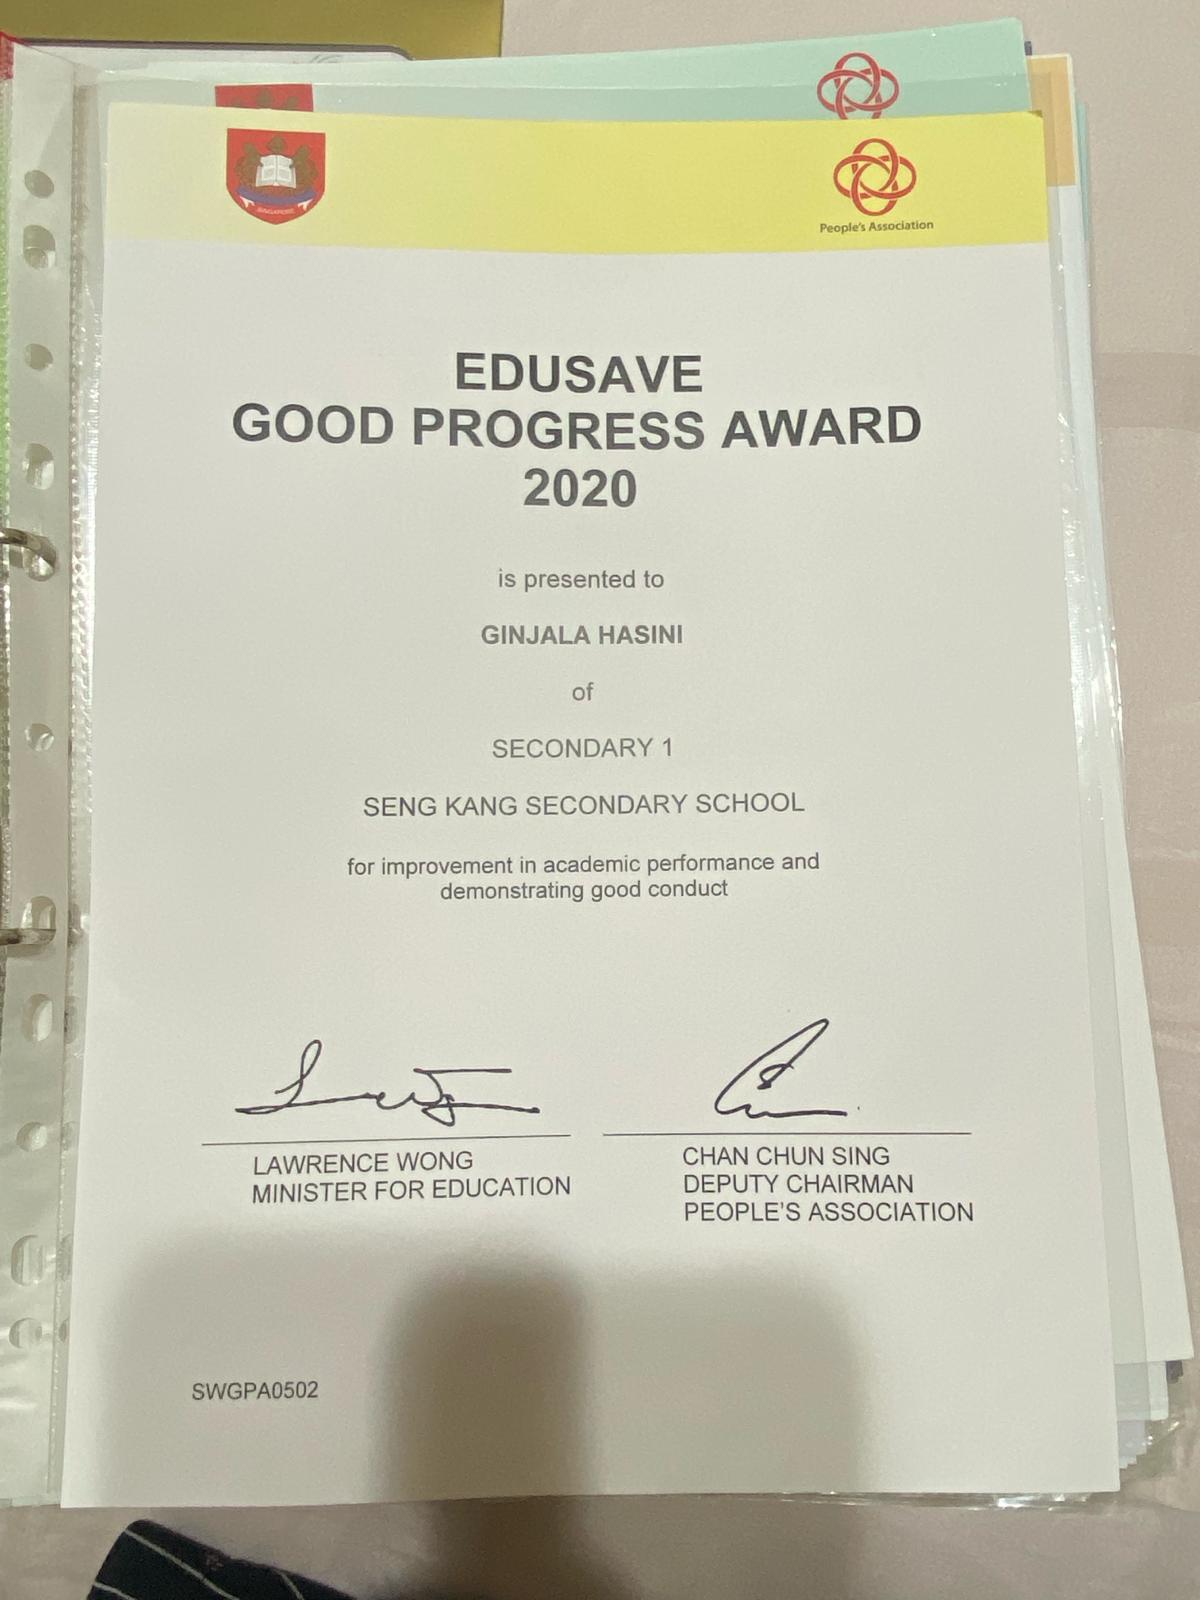 SINGAPORE
People's Association
EDUSAVE
GOOD PROGRESS AWARD
2020
is presented to
GINJALA HASINI
of
SECONDARY 1
SENG KANG SECONDARY SCHOOL
for improvement in academic performance and
demonstrating good conduct
LAWRENCE WONG
MINISTER FOR EDUCATION
CHAN CHUN SING
DEPUTY CHAIRMAN
PEOPLE'S ASSOCIATION
SWGPA0502